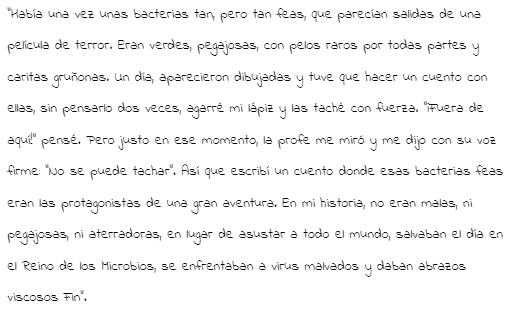 "Había una vez unas bacterias tan, pero tan feas, que parecían salidas de una
película de terror. Eran verdes, pegajosas, con pelos raros por todas partes y
caritas gruñonas. Un día, aparecieron dibujadas y tuve que hacer un cuento con
ellas, sin pensarlo dos veces, agarré mi lápiz y las taché con fuerza. "¡Fuera de
aquí!" pensé. Pero justo en ese momento, la profe me miró y me dijo con su voz
firme: "No se puede tachar". Así que escribí un cuento donde esas bacterias feas
eran las protagonistas de una gran aventura. En mi historia, no eran malas, ni
pegajosas, ni aterradoras, en lugar de asustar a todo el mundo, salvaban el día en
el Reino de los Microbios, se enfrentaban a virus malvados y daban abrazos
viscosos Fin".